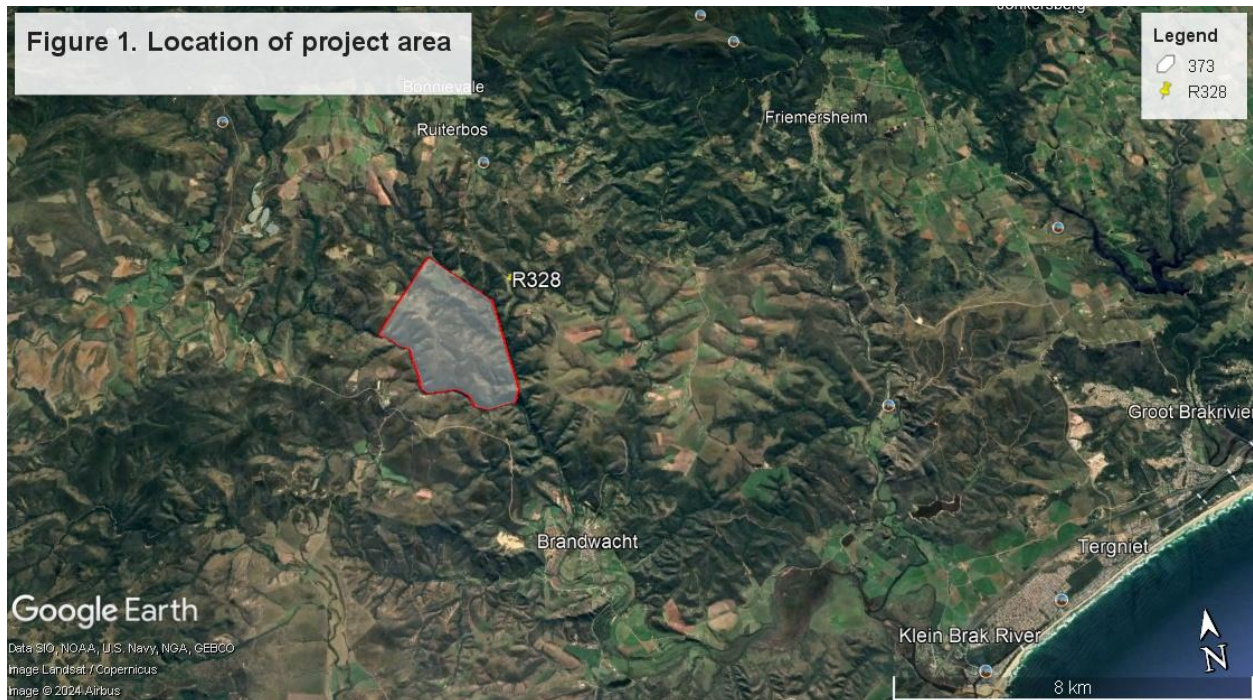 Figure 1. Location of project area
Jonkersberg
Legend
373
R328
Bonnievale
Ruiterbos
Friemersheim
R328
Groot Brakrivier
Brandwacht
Tergniet
Google Earth
Klein Brak River
Data SIO, NOAA, U.S. Navy, NGA, GEBCO
Image Landsat / Copernicus
Image © 2024 Airbus
N
8 km